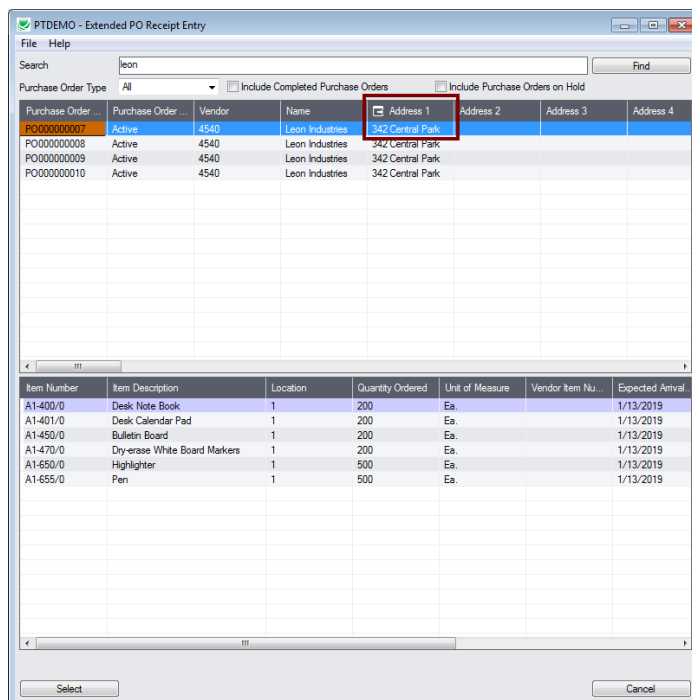 PTDEMO - Extended PO Receipt Entry
File Help
Search leon Find
Purchase Order Type All Include Completed Purchase Orders Include Purchase Orders on Hold
Purchase Order ... Purchase Order ... Vendor Name Address 1 Address 2 Address 3 Address 4
PO000000007 Active 4540 Leon Industries 342 Central Park
PO000000008 Active 4540 Leon Industries 342 Central Park
PO000000009 Active 4540 Leon Industries 342 Central Park
PO000000010 Active 4540 Leon Industries 342 Central Park
Item Number Item Description Location Quantity Ordered Unit of Measure Vendor Item Nu... Expected Arrival...
A1-400/0 Desk Note Book 1 200 Ea. 1/13/2019
A1-401/0 Desk Calendar Pad 1 200 Ea. 1/13/2019
A1-450/0 Bulletin Board 1 200 Ea. 1/13/2019
A1-470/0 Dry-erase White Board Markers 1 200 Ea. 1/13/2019
A1-650/0 Highlighter 1 500 Ea. 1/13/2019
A1-655/0 Pen 1 500 Ea. 1/13/2019
Select Cancel